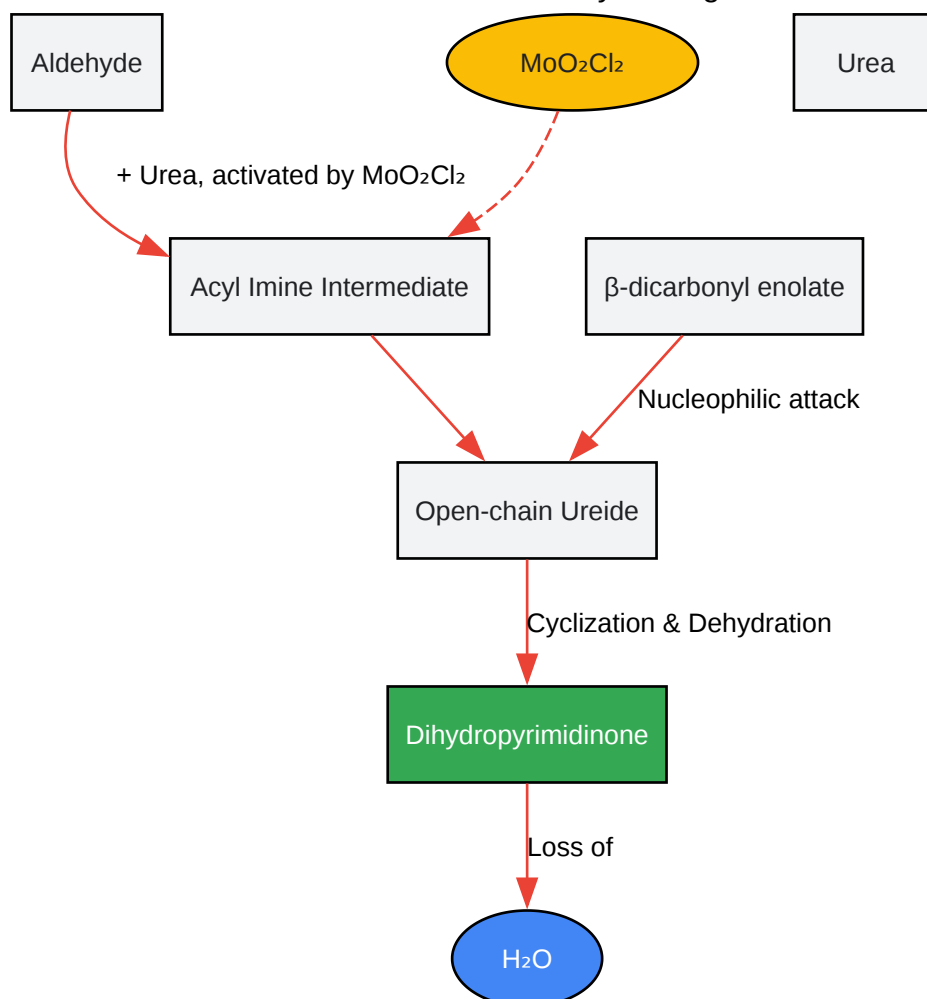 Aldehyde
MoO₂Cl₂
Urea
+ Urea, activated by MoO₂Cl₂
Acyl Imine Intermediate
β-dicarbonyl enolate
Nucleophilic attack
Open-chain Ureide
Cyclization & Dehydration
Dihydropyrimidinone
Loss of
H₂O